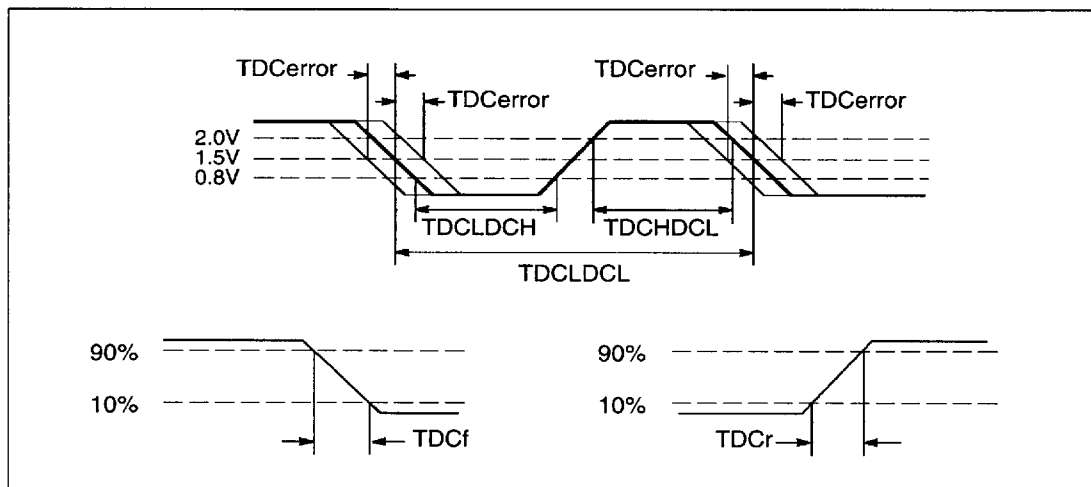 TDCerror
TDCerror
TDCerror
TDCerror
2.0V
1.5V
0.8V
TDCLDCH
TDCHDCL
TDCLDCL
90%
10%
TDCf
90%
10%
TDCr